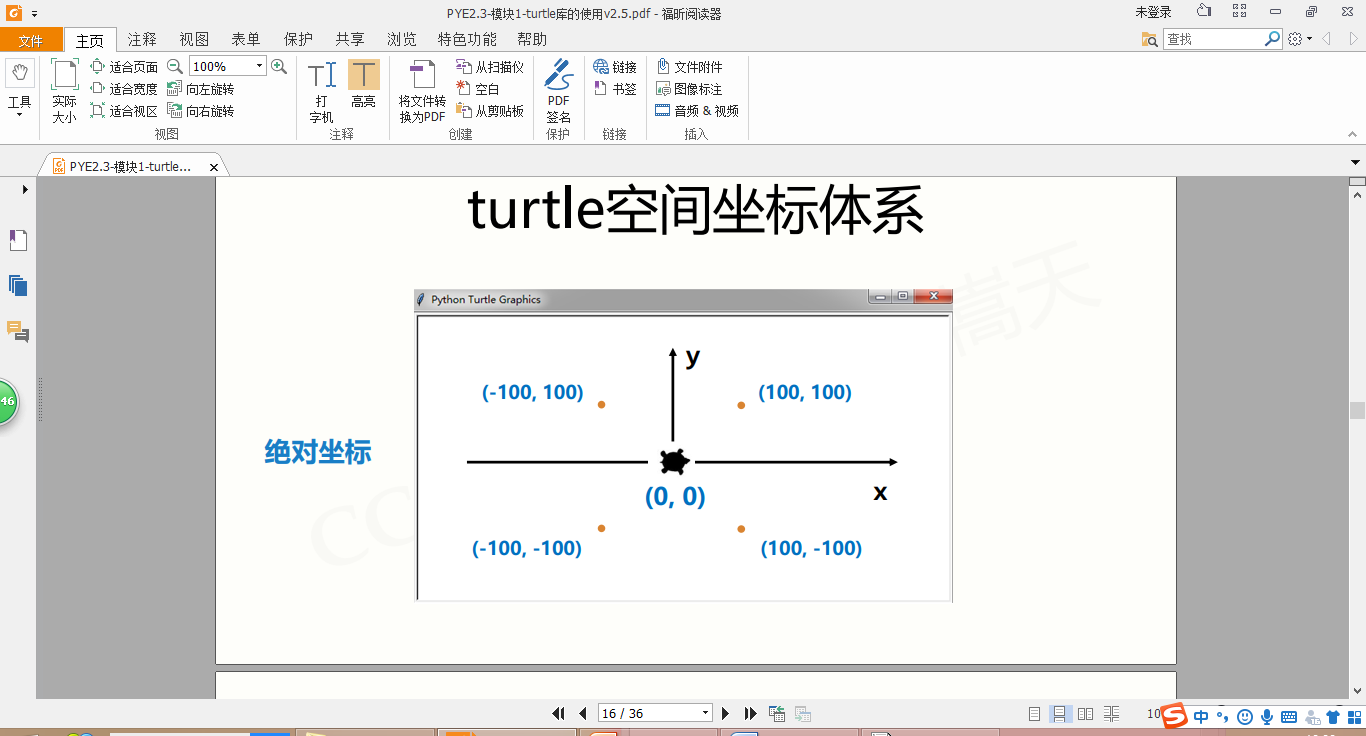 PYE2.3-模块1-turtle库的使用v2.5.pdf - 福昕阅读器
未登录
文件 主页 注释 视图 表单 保护 共享 浏览 特色功能 帮助
查找
工具
实际
大小
适合页面
适合宽度
适合视区
100%
向左旋转
向右旋转
视图
打
字机
高亮
注释
将文件转
换为PDF
从扫描仪
空白
从剪贴板
创建
PDF
签名
保护
链接
书签
链接
文件附件
图像标注
音频 & 视频
插入
PYE2.3-模块1-turtle...
46
turtle空间坐标体系
嵩天
Python Turtle Graphics
y
(-100, 100)
(100, 100)
绝对坐标
(0, 0)
x
(-100, -100)
(100, -100)
16 / 36
中